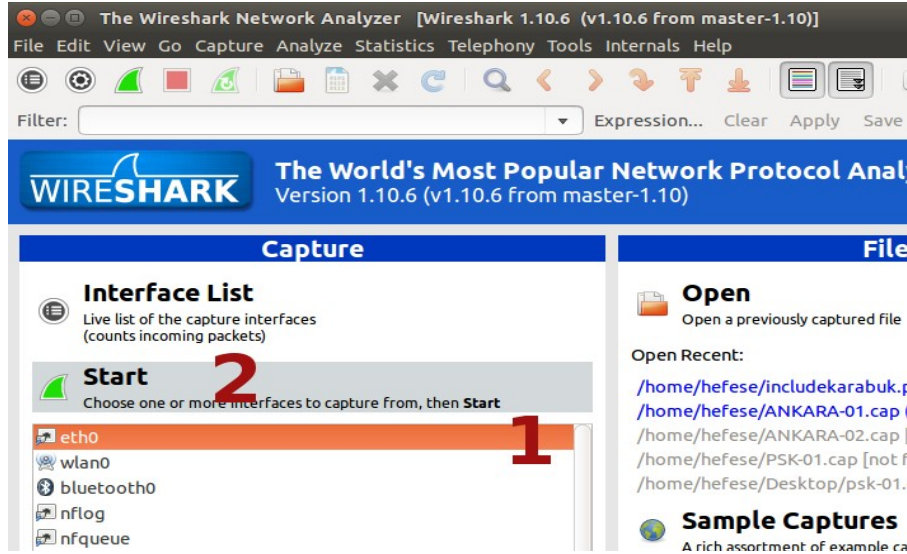 The Wireshark Network Analyzer [Wireshark 1.10.6 (v1.10.6 from master-1.10)]
File Edit View Go Capture Analyze Statistics Telephony Tools Internals Help
Filter: Expression... Clear Apply Save
WIRESHARK
The World's Most Popular Network Protocol Analy
Version 1.10.6 (v1.10.6 from master-1.10)
Capture
Interface List
Live list of the capture interfaces
(counts incoming packets)
Start
2
Choose one or more interfaces to capture from, then Start
1
eth0
wlan0
bluetooth0
nflog
nfqueue
File
Open
Open a previously captured file
Open Recent:
/home/hefese/includekarabuk.p
/home/hefese/ANKARA-01.cap (
/home/hefese/ANKARA-02.cap [
/home/hefese/PSK-01.cap [not f
/home/hefese/Desktop/psk-01.
Sample Captures
A rich assortment of example ca